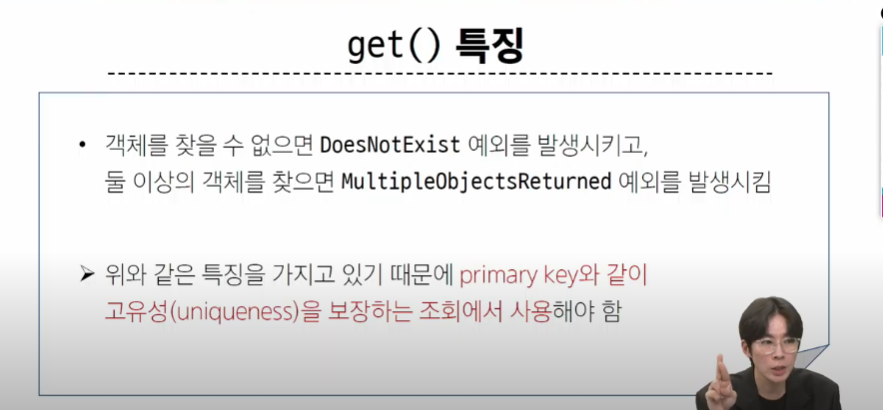 get() 특징
• 객체를 찾을 수 없으면 DoesNotExist 예외를 발생시키고,
둘 이상의 객체를 찾으면 MultipleObjectsReturned 예외를 발생시킴
➢ 위와 같은 특징을 가지고 있기 때문에 primary key와 같이
고유성(uniqueness)을 보장하는 조회에서 사용해야 함